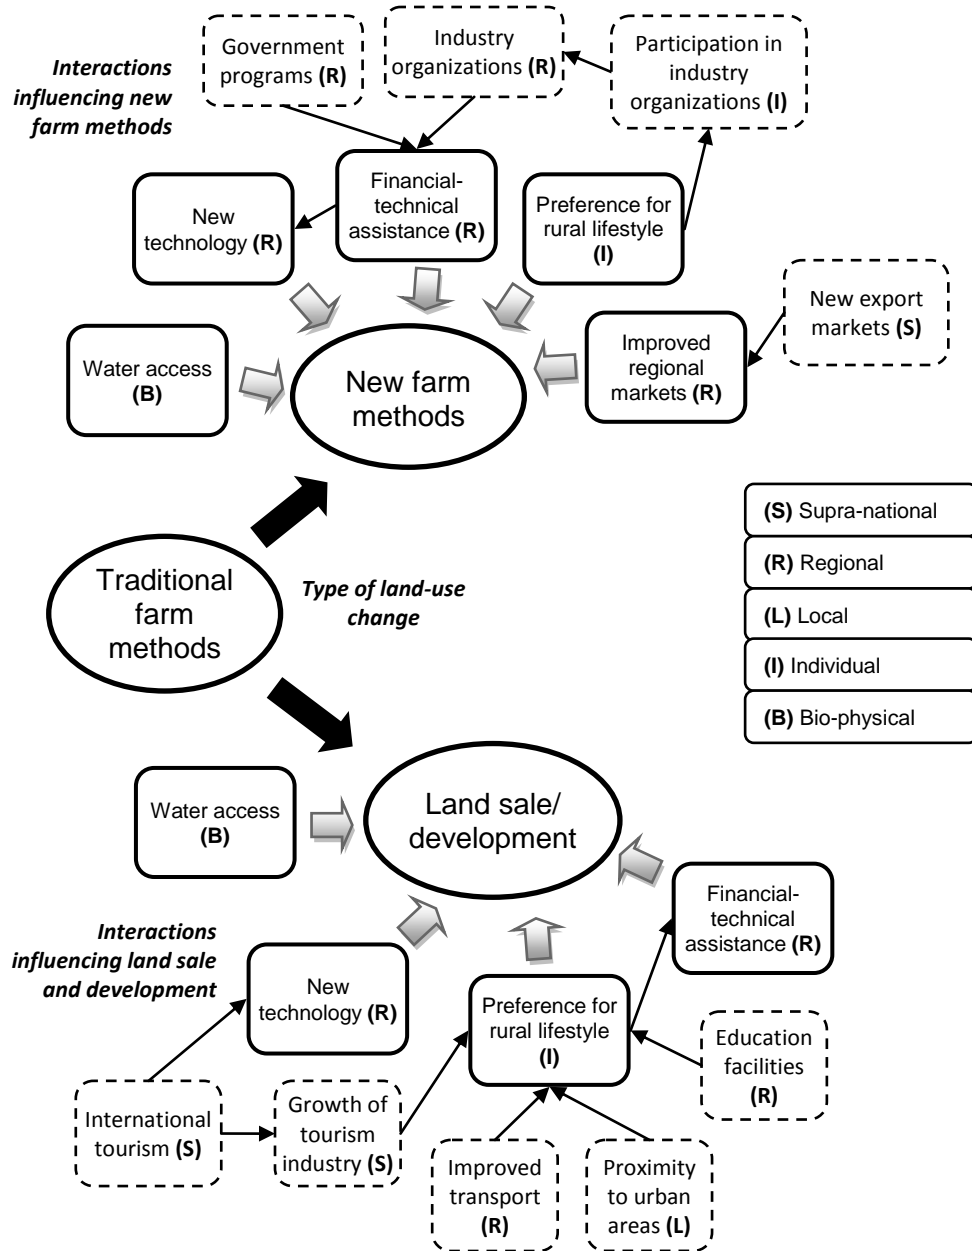 Government
programs (R)
Industry
organizations (R)
Participation in
industry
organizations (I)
Interactions
influencing new
farm methods
New
technology (R)
Financial-
technical
assistance (R)
Preference for
rural lifestyle
(I)
New export
markets (S)
Water access
(B)
New farm
methods
Improved
regional
markets (R)
Traditional
farm
methods
Type of land-use
change
(S) Supra-national
(R) Regional
(L) Local
(I) Individual
(B) Bio-physical
Water access
(B)
Land sale/
development
Financial-
technical
assistance (R)
Interactions
influencing land sale
and development
New
technology (R)
Preference for
rural lifestyle
(I)
Education
facilities
(R)
International
tourism (S)
Growth of
tourism
industry (S)
Improved
transport
(R)
Proximity
to urban
areas (L)